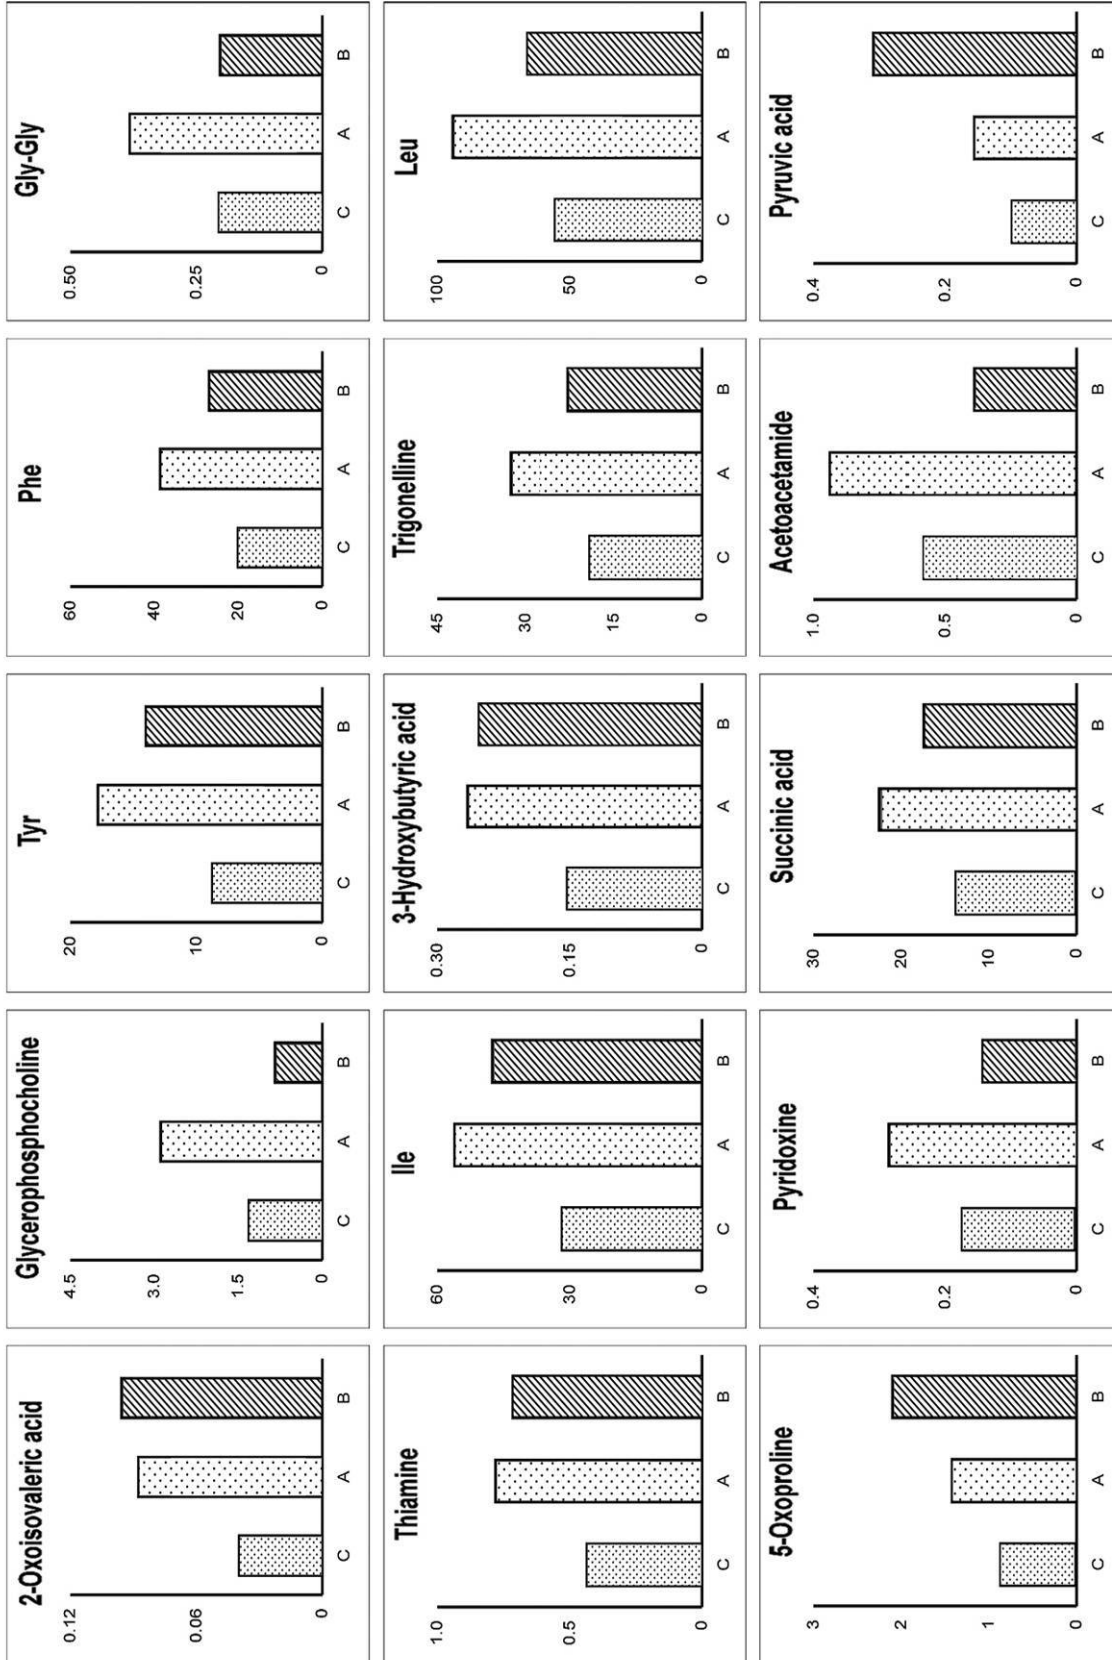 2-Oxoisovaleric acid
0.12
0.06
0
C A B
Glycerophosphocholine
4.5
3.0
1.5
0
C A B
Tyr
20
10
0
C A B
Phe
60
40
20
0
C A B
Gly-Gly
0.50
0.25
0
C A B
Thiamine
1.0
0.5
0
C A B
Ile
60
30
0
C A B
3-Hydroxybutyric acid
0.30
0.15
0
C A B
Trigonelline
45
30
15
0
C A B
Leu
100
50
0
C A B
5-Oxoproline
3
2
1
0
C A B
Pyridoxine
0.4
0.2
0
C A B
Succinic acid
30
20
10
0
C A B
Acetoacetamide
1.0
0.5
0
C A B
Pyruvic acid
0.4
0.2
0
C A B